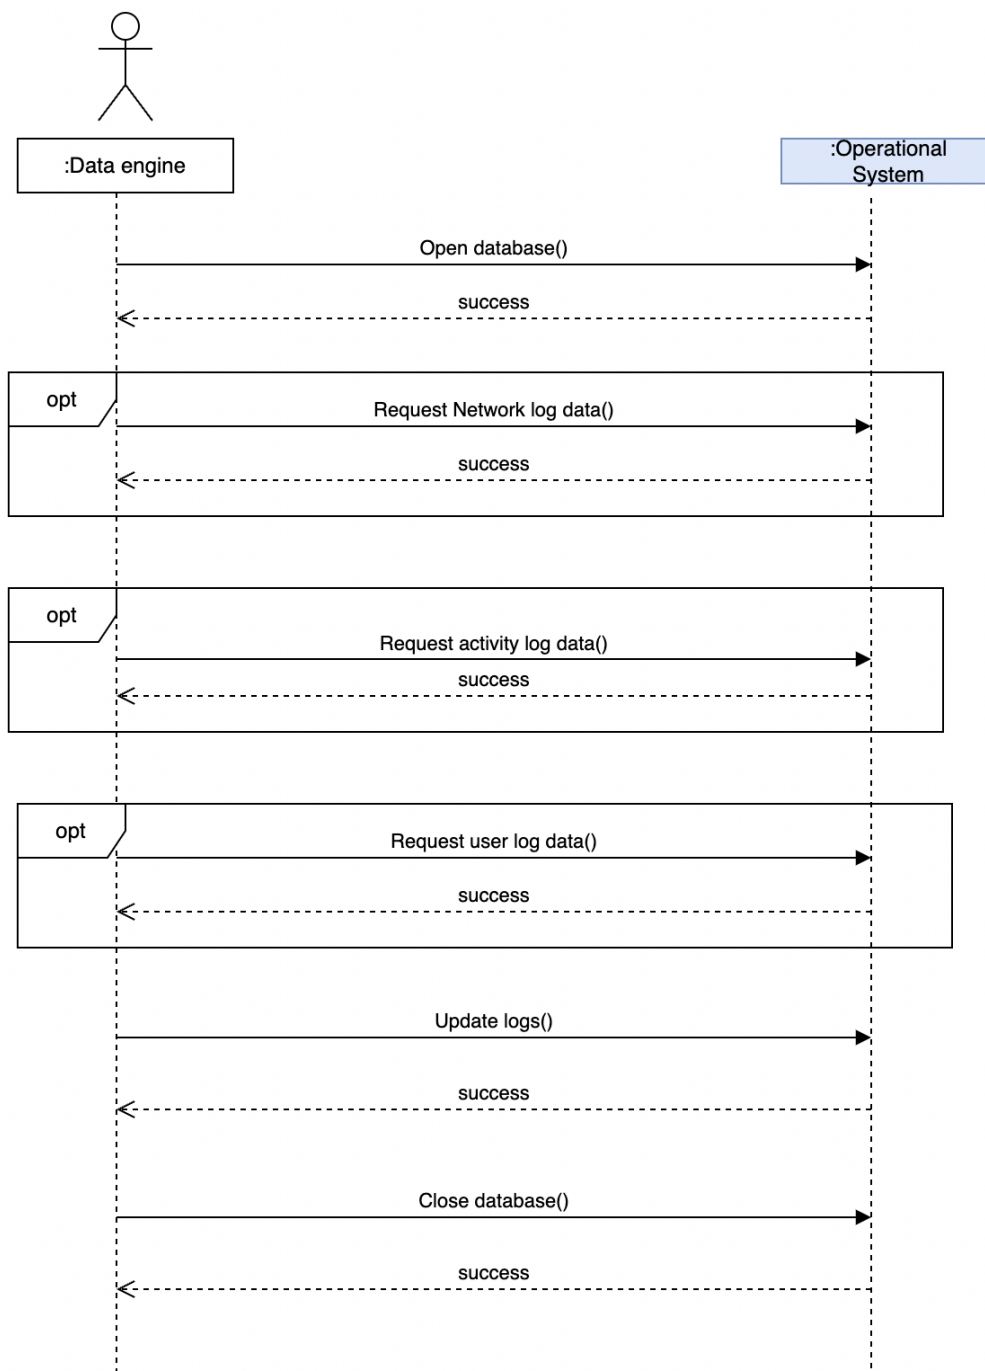 :Data engine
:Operational
System
Open database()
success
opt
Request Network log data()
success
opt
Request activity log data()
success
opt
Request user log data()
success
Update logs()
success
Close database()
success